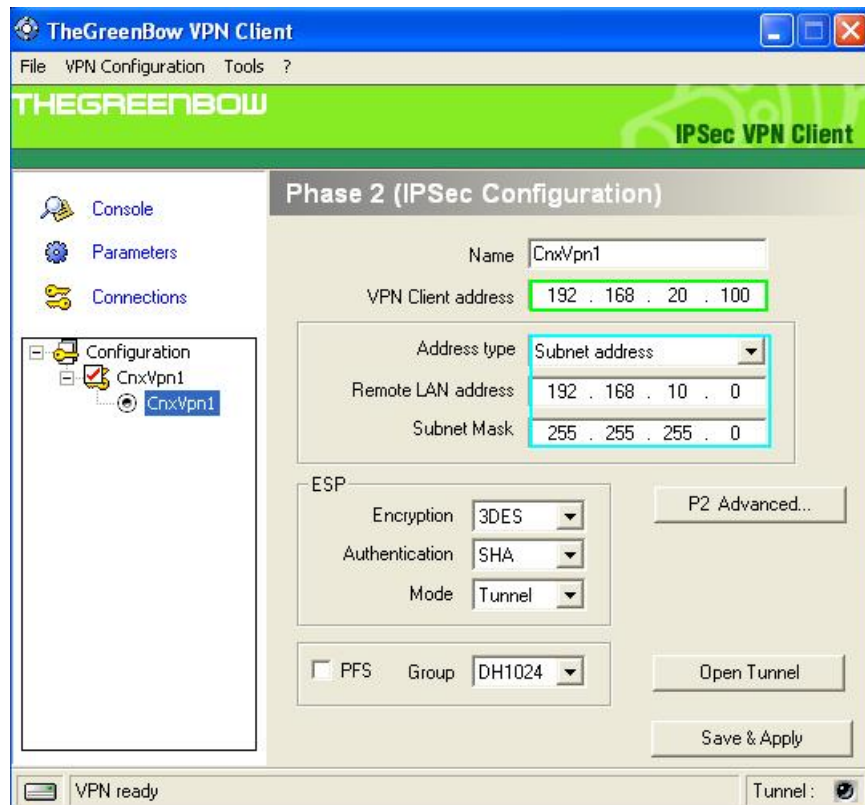 TheGreenBow VPN Client
File VPN Configuration Tools ?
THEGREENBOW
IPSec VPN Client
Console
Parameters
Connections
Configuration
CnxVpn1
CnxVpn1
Phase 2 (IPSec Configuration)
Name CnxVpn1
VPN Client address 192 . 168 . 20 . 100
Address type Subnet address
Remote LAN address 192 . 168 . 10 . 0
Subnet Mask 255 . 255 . 255 . 0
ESP
Encryption 3DES
Authentication SHA
Mode Tunnel
P2 Advanced...
PFS Group DH1024
Open Tunnel
Save & Apply
VPN ready
Tunnel :